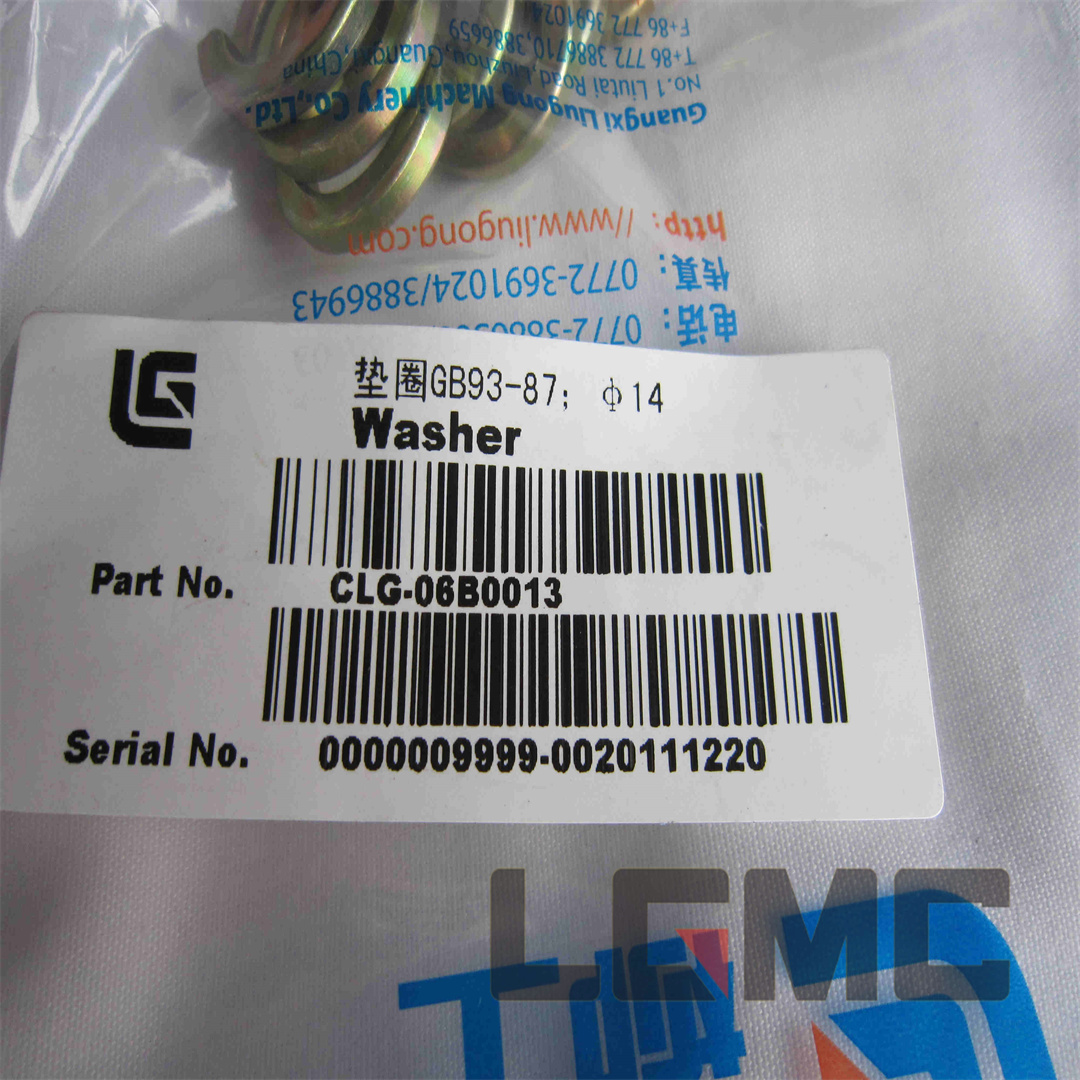 电话：
传真：0772-3691024/3886943
http: //www.liugong.com
Guangxi Liugong Machinery Co.,Ltd.
No.1 Liutai Road,Liuzhou,Guangxi,China
T+86 772 3886710,3886659
F+86 772 3691024
LG
垫圈GB93-87; φ14
Washer
Part No. CLG-06B0013
Serial No. 0000009999-0020111220
LCMC